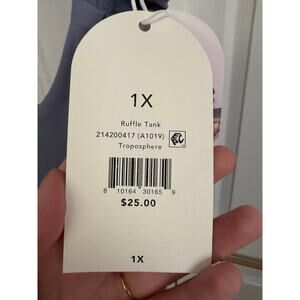 1X
Ruffle Tank
214200417 (A1019)
Troposphere
8 10164 30165 9
$25.00
1X